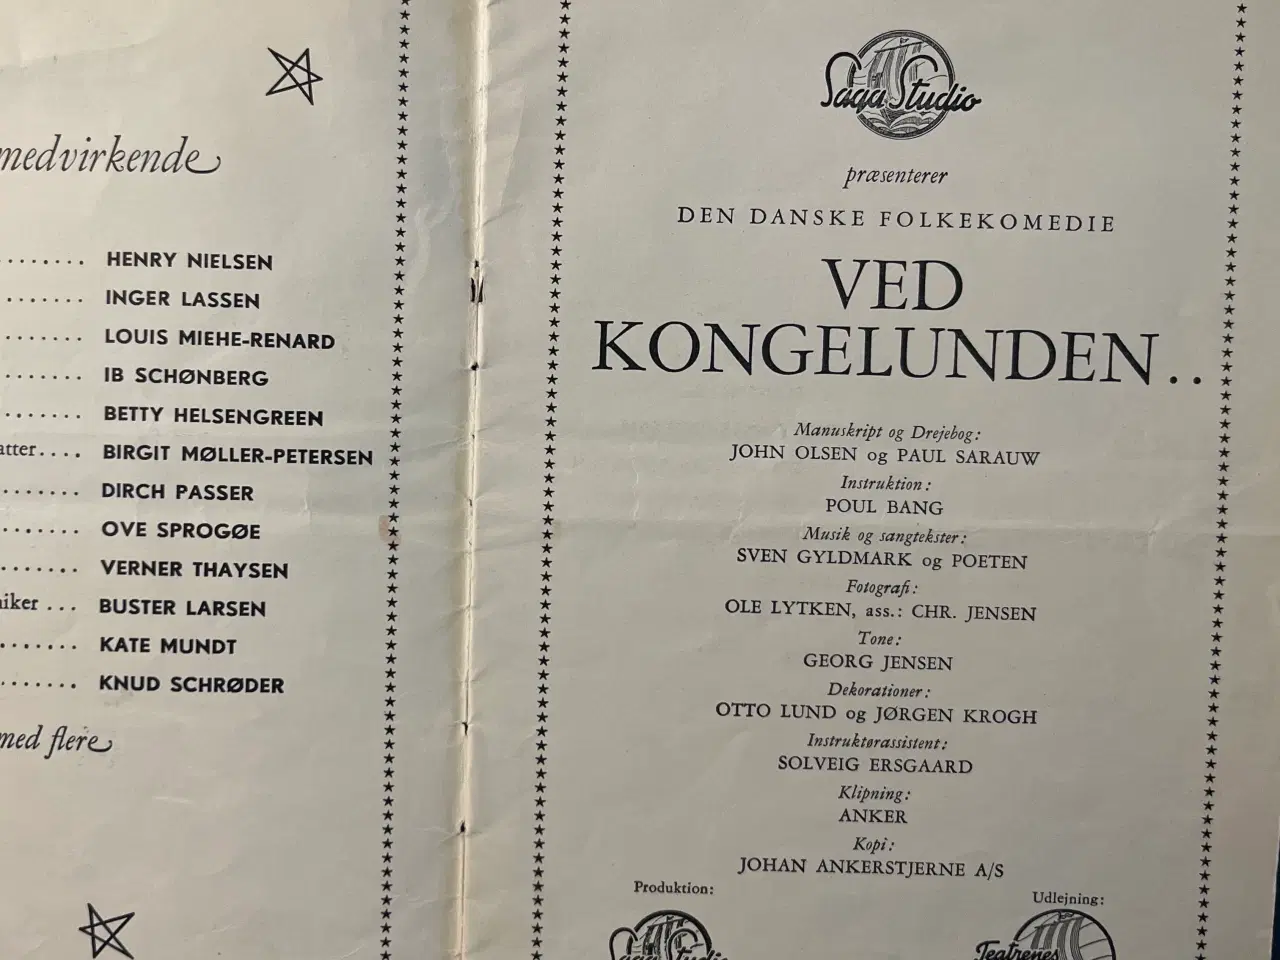 medvirkende
........ HENRY NIELSEN
....... INGER LASSEN
....... LOUIS MIEHE-RENARD
....... IB SCHØNBERG
....... BETTY HELSENGREEN
atter.... BIRGIT MØLLER-PETERSEN
....... DIRCH PASSER
....... OVE SPROGØE
....... VERNER THAYSEN
iker ... BUSTER LARSEN
....... KATE MUNDT
....... KNUD SCHRØDER
med flere
Saga Studio
præsenterer
DEN DANSKE FOLKEKOMEDIE
VED
KONGELUNDEN..
Manuskript og Drejebog:
JOHN OLSEN og PAUL SARAUW
Instruktion:
POUL BANG
Musik og sangtekster:
SVEN GYLDMARK og POETEN
Fotografi:
OLE LYTKEN, ass.: CHR. JENSEN
Tone:
GEORG JENSEN
Dekorationer:
OTTO LUND og JØRGEN KROGH
Instruktørassistent:
SOLVEIG ERSGAARD
Klipning:
ANKER
Kopi:
JOHAN ANKERSTJERNE A/S
Produktion:
Udlejning:
Saga Studio
Teatrenes